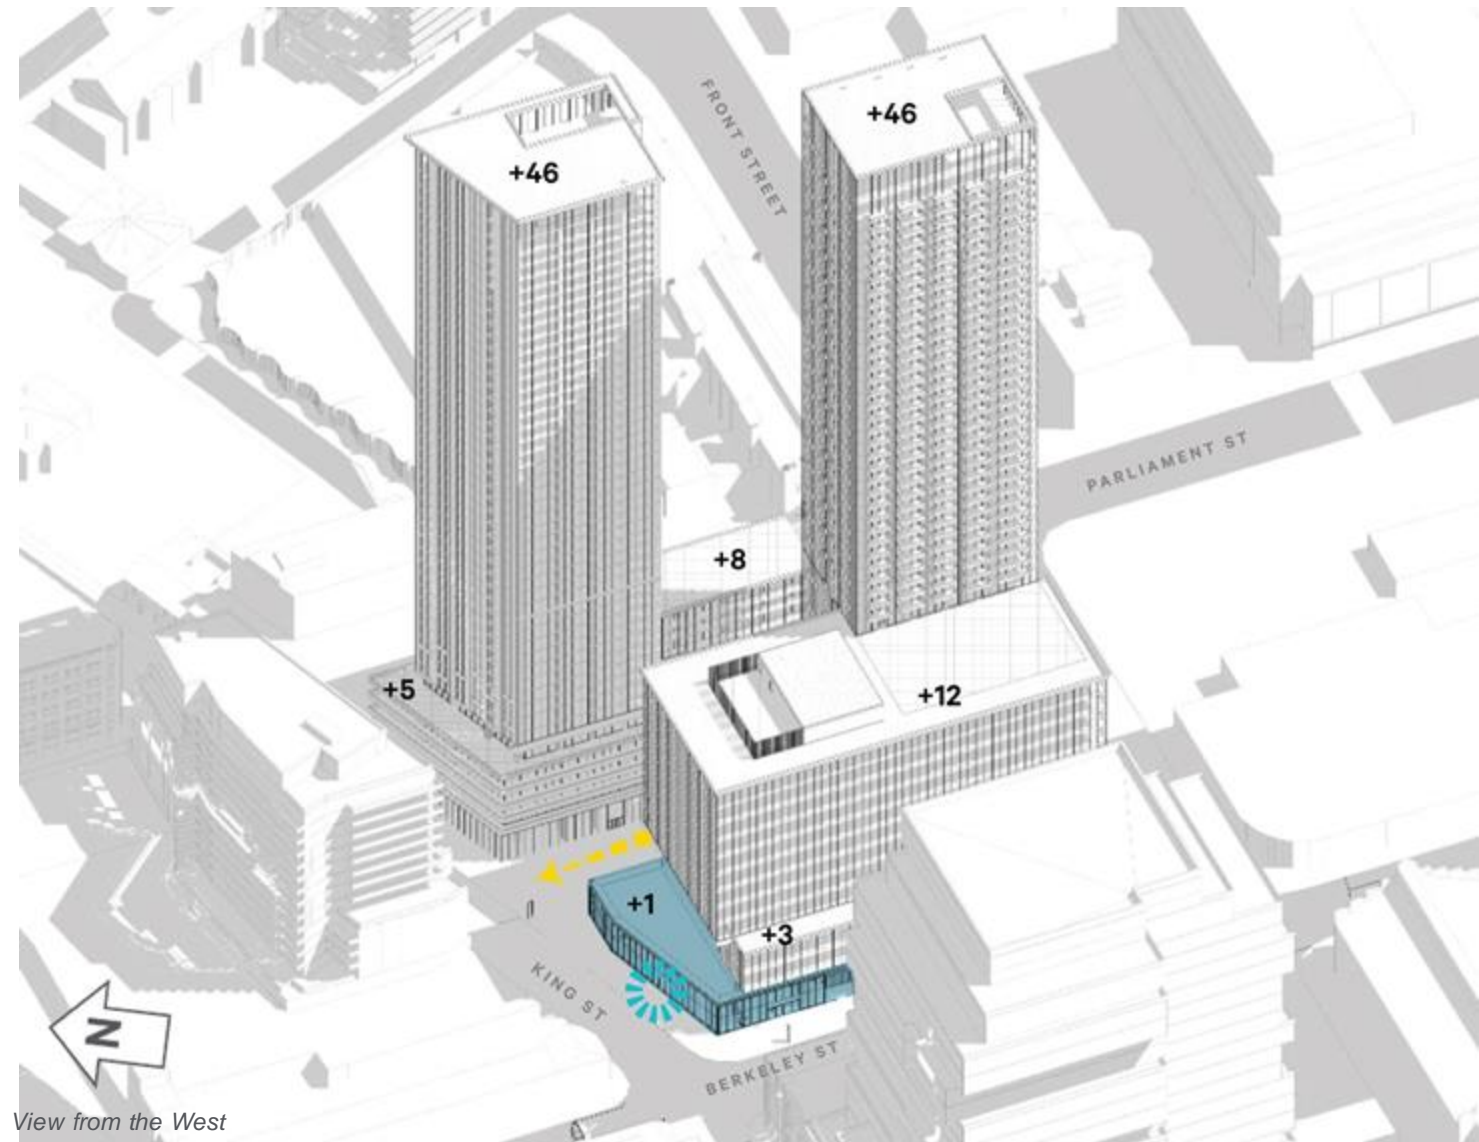 FRONT STREET
+46
+46
PARLIAMENT ST
+8
+5
+12
+1
+3
KING ST
N
BERKELEY ST
View from the West